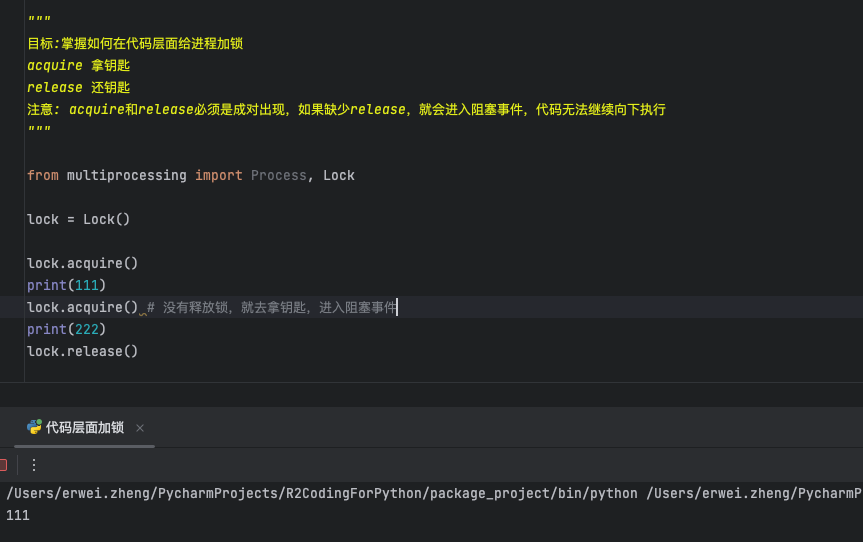 """
目标:掌握如何在代码层面给进程加锁
acquire 拿钥匙
release 还钥匙
注意: acquire和release必须是成对出现，如果缺少release，就会进入阻塞事件，代码无法继续向下执行
"""
from multiprocessing import Process, Lock
lock = Lock()
lock.acquire()
print(111)
lock.acquire() # 没有释放锁，就去拿钥匙，进入阻塞事件
print(222)
lock.release()
代码层面加锁
/Users/erwei.zheng/PycharmProjects/R2CodingForPython/package_project/bin/python /Users/erwei.zheng/PycharmP
111